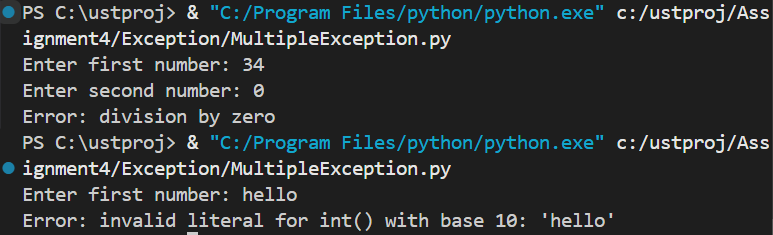 PS C:\ustproj> & "C:/Program Files/python/python.exe" c:/ustproj/Ass
ignment4/Exception/MultipleException.py
Enter first number: 34
Enter second number: 0
Error: division by zero
PS C:\ustproj> & "C:/Program Files/python/python.exe" c:/ustproj/Ass
ignment4/Exception/MultipleException.py
Enter first number: hello
Error: invalid literal for int() with base 10: 'hello'